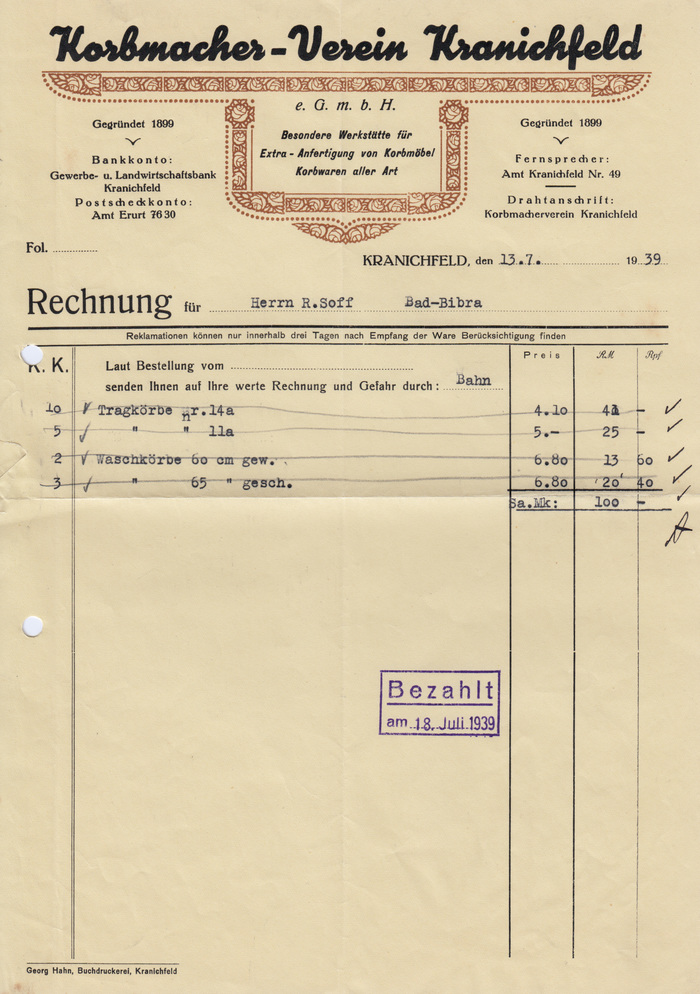 Korbmacher-Verein Kranichfeld
e. G. m. b. H.
Gegründet 1899
Bankkonto:
Gewerbe- u. Landwirtschaftsbank
Kranichfeld
Postscheckkonto:
Amt Erurt 7630
Besondere Werkstätte für
Extra-Anfertigung von Korbmöbel
Korbwaren aller Art
Gegründet 1899
Fernsprecher:
Amt Kranichfeld Nr. 49
Drahtanschrift:
Korbmacherverein Kranichfeld
Fol.
KRANICHFELD, den 13.7. 1939
Rechnung für Herrn R.Soff Bad-Bibra
Reklamationen können nur innerhalb drei Tagen nach Empfang der Ware Berücksichtigung finden
K. K. Laut Bestellung vom Preis RM Rpf
senden Ihnen auf Ihre werte Rechnung und Gefahr durch: Bahn
10 Tragkörbe nr.14a 4.10 41 -
5 " " 11a 5.- 25 -
2 Waschkörbe 60 cm gew. 6.80 13 60
3 " 65 " gesch. 6.80 20 40
Sa.Mk: 100 -
Bezahlt
am 18. Juli 1939
Georg Hahn, Buchdruckerei, Kranichfeld